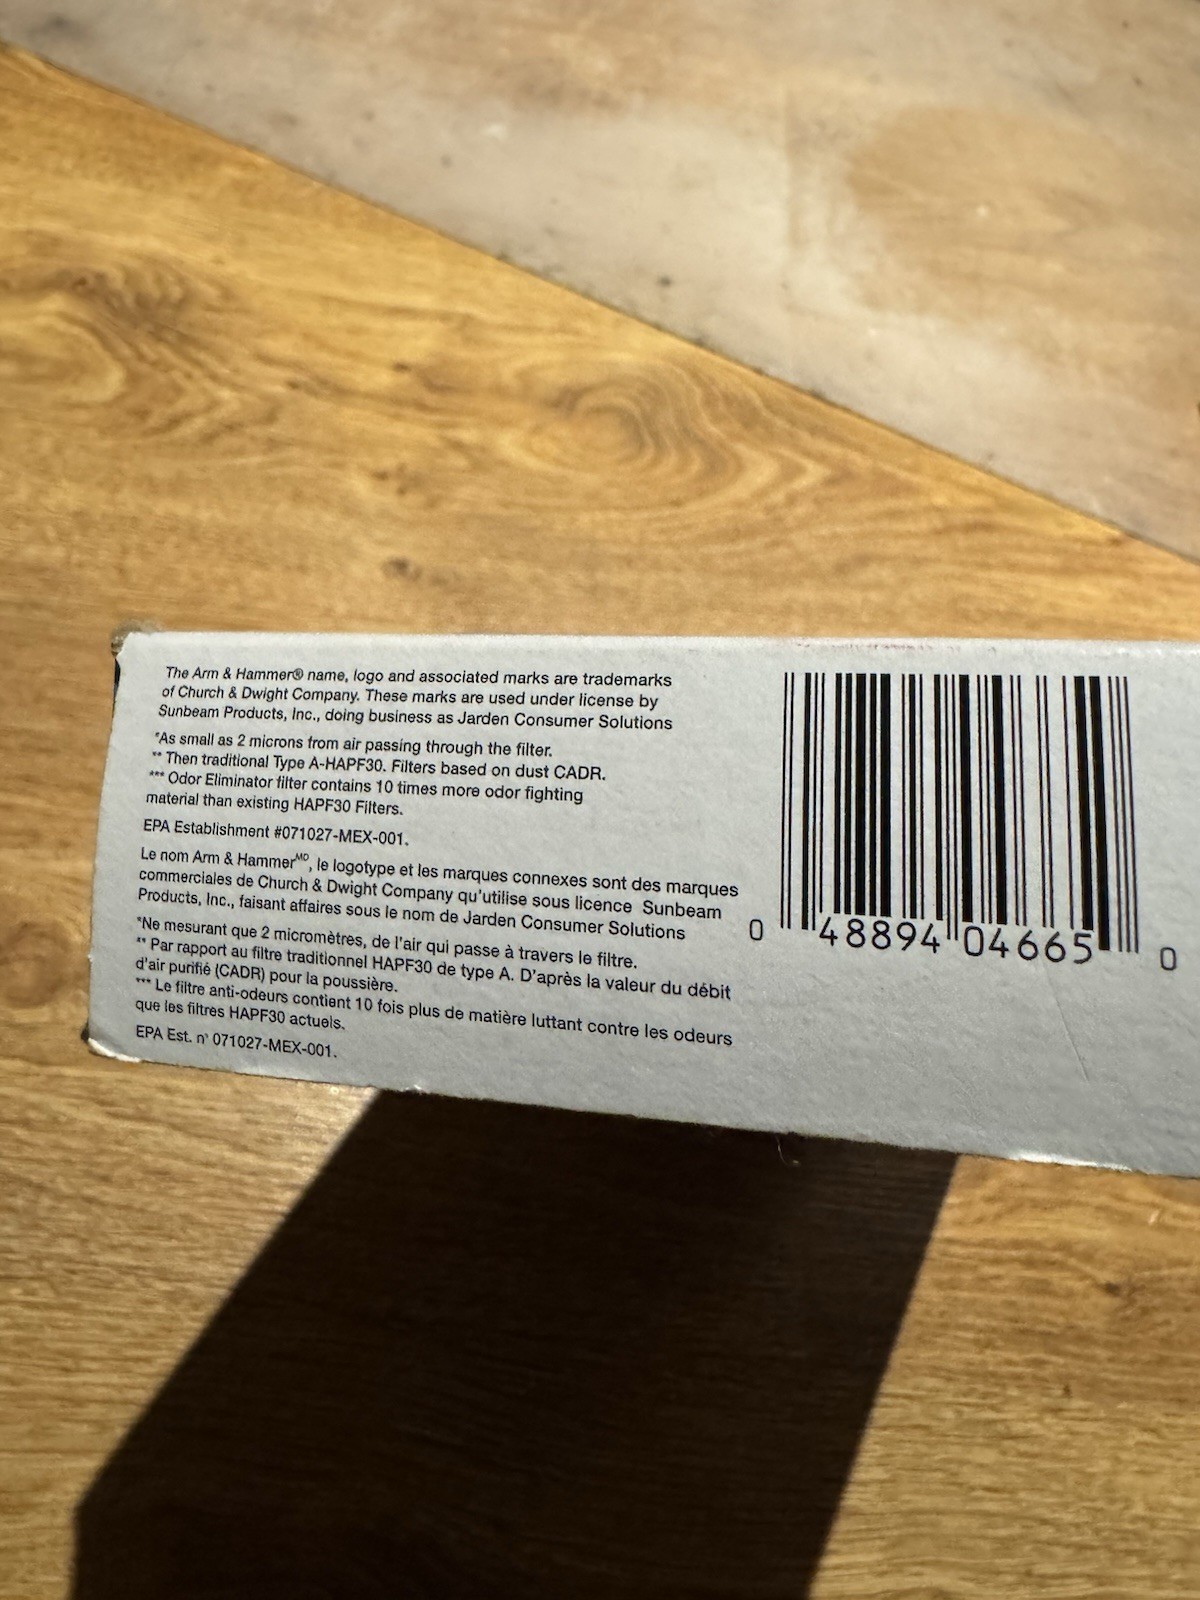 The Arm & Hammer® name, logo and associated marks are trademarks
of Church & Dwight Company. These marks are used under license by
Sunbeam Products, Inc., doing business as Jarden Consumer Solutions
*As small as 2 microns from air passing through the filter.
** Then traditional Type A-HAPF30. Filters based on dust CADR.
*** Odor Eliminator filter contains 10 times more odor fighting
material than existing HAPF30 Filters.
EPA Establishment #071027-MEX-001.
Le nom Arm & Hammer MD, le logotype et les marques connexes sont des marques
commerciales de Church & Dwight Company qu'utilise sous licence Sunbeam
Products, Inc., faisant affaires sous le nom de Jarden Consumer Solutions
*Ne mesurant que 2 micromètres, de l'air qui passe à travers le filtre.
** Par rapport au filtre traditionnel HAPF30 de type A. D'après la valeur du débit
d'air purifié (CADR) pour la poussière.
*** Le filtre anti-odeurs contient 10 fois plus de matière luttant contre les odeurs
que les filtres HAPF30 actuels.
EPA Est. n° 071027-MEX-001.
0 48894 04665 0